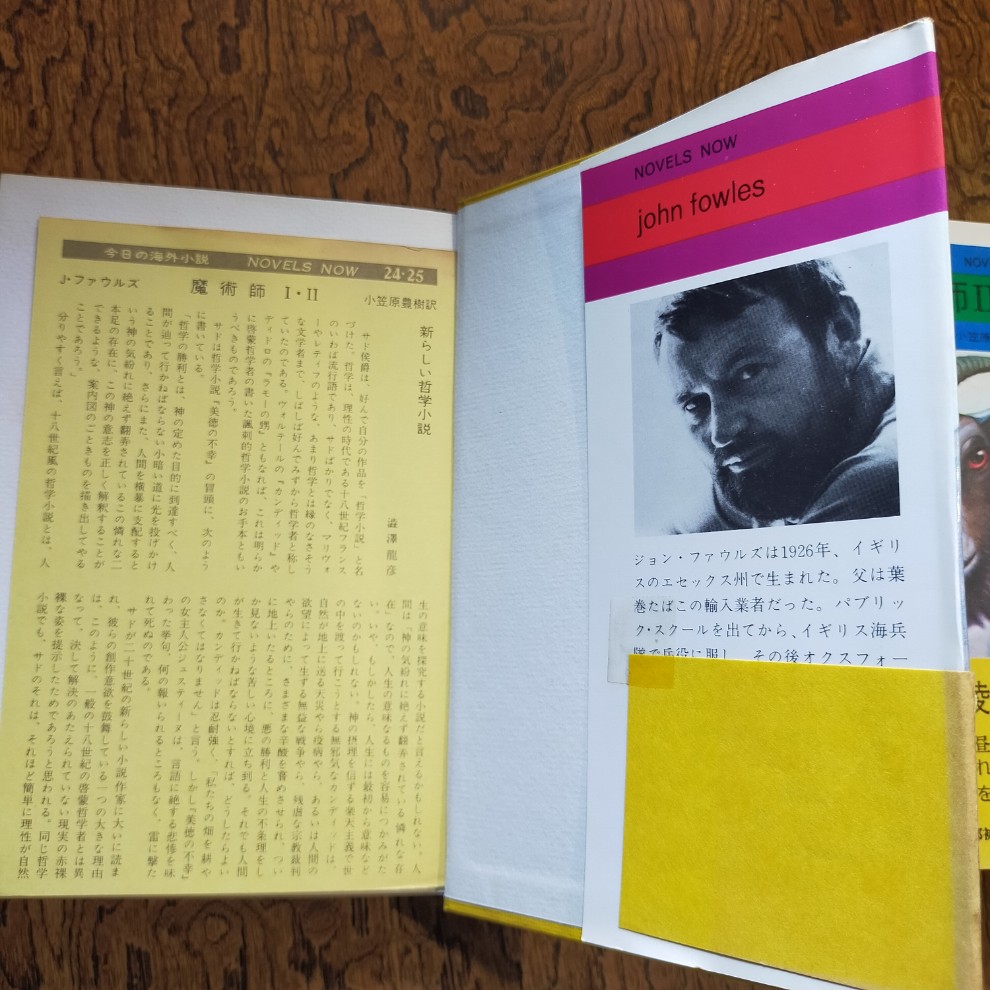 今日の海外小説 NOVELS NOW 24・25
J・ファウルズ 魔術師 I・II 小笠原豊樹訳
新らしい哲学小説
澁澤龍彦
サド侯爵は、好んで自分の作品を「哲学小説」と名
づけた。哲学は、理性の時代である十八世紀フランス
のいわば流行語であり、サドばかりでなく、マリヴォ
ーやレティフのような、あまり哲学とは縁のなさそう
な文学者まで、しばしば好んでみずから哲学者と称し
ていたのである。ヴォルテールの『カンディッド』や
ディドロの『ラモーの甥』ともなれば、これは明らか
に啓蒙哲学者の書いた諷刺的哲学小説のお手本ともい
うべきものであろう。
サドは哲学小説『美徳の不幸』の冒頭に、次のよう
に書いている。
「哲学の勝利とは、神の定めた目的に到達すべく、人
間が辿って行かねばならない小暗い道に光を投げかけ
ることであり、さらにまた、人間を横暴に支配すると
いう神の気紛れに絶えず翻弄されているこの憐れな二
本足の存在に、この神の意志を正しく解釈することが
できるような、案内図のごときものを描き出してやる
ことであろう。」
分りやすく言えば、十八世紀風の哲学小説とは、人
生の意味を探究する小説だと言えるかもしれない。人
間は「神の気紛れに絶えず翻弄されている憐れな存
在」なので、人生の意味なるものを容易につかみがた
い。いや、もしかしたら、人生には最初から意味など
ないのかもしれない。神の摂理を信ずる楽天主義で世
の中を渡って行こうとする無邪気なカンディッドは、
自然が地上に送る天災やら疫病やら、あるいは人間の
欲望によって生ずる無益な戦争やら、残虐な宗教裁判
やらのために、さまざまな辛酸を嘗めさせられ、つい
に地上いたるところに、悪の勝利と人生の不条理をし
か見ないような苦しい心境に立ち到る。それでも人間
が生きて行かねばならないとすれば、どうしたらよい
のか。カンディッドは忍耐強く、「私たちの畑を耕や
さなくてはなりません」と言う。しかし『美徳の不幸』
の女主人公ジュスティーヌは、言語に絶する悲惨を味
わった挙句、何の報いられるところもなく、雷に撃た
れて死ぬのである。
サドが二十世紀の新らしい小説作家に大いに読ま
れ、彼らの創作意欲を鼓舞している一つの大きな理由
は、このように、一般の十八世紀の啓蒙哲学者とは異
なって、決して解決のあたえられていない現実の赤裸
裸な姿を提示したためであろうと思われる。同じ哲学
小説でも、サドのそれは、それほど簡単に理性が自然
NOVELS NOW
john fowles
ジョン・ファウルズは1926年、イギリ
スのエセックス州で生まれた。父は葉
巻たばこの輸入業者だった。パブリッ
ク・スクールを出てから、イギリス海兵
隊で兵役に服し、その後オクスフォー
NOV
師II
小笠原